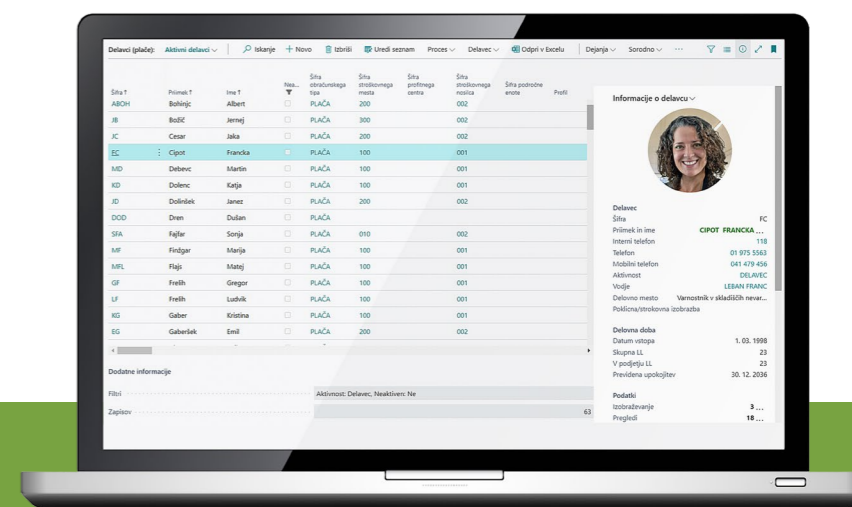 Delavci (plače): Aktivni delavci Iskanje + Novo Izbriši Uredi seznam Proces Delavec Odpri v Excelu Dejanja Sorodno ...
Šifra ↑ Priimek ↑ Ime ↑ Nea... Šifra obračunskega tipa Šifra stroškovnega mesta Šifra profitnega centra Šifra stroškovnega nosilca Šifra področne enote Profil
ABOH Bohinjc Albert PLAČA 200 002
JB Božič Jernej PLAČA 300 002
JC Cesar Jaka PLAČA 200 002
FC Cipot Francka PLAČA 100 001
MD Debevc Martin PLAČA 100 001
KD Dolenc Katja PLAČA 100 001
JD Dolinšek Janez PLAČA 200 002
DOD Dren Dušan PLAČA
SFA Fajfar Sonja PLAČA 010 002
MF Findžgar Marija PLAČA 100 001
MFL Flajs Matej PLAČA 100 001
GF Frelih Gregor PLAČA 100 001
LF Frelih Ludvik PLAČA 100 001
KG Gaber Kristina PLAČA 100 001
EG Gaberšek Emil PLAČA 200 002
Dodatne informacije
Filtri Aktivnost: Delavec, Neaktiven: Ne
Zapisov 63
Informacije o delavcu
Delavec
Šifra FC
Priimek in ime CIPOT FRANCKA ...
Interni telefon 118
Telefon 01 975 5563
Mobilni telefon 041 479 456
Aktivnost DELAVEC
Vodje LEBAN FRANC
Delovno mesto Varnostnik v skladiščih nevar...
Poklicna/strokovna izobrazba
Delovna doba
Datum vstopa 1. 03. 1998
Skupna LL 23
V podjetju LL 23
Previdena upokojitev 30. 12. 2036
Podatki
Izobraževanje 3 ...
Pregledi 18 ...